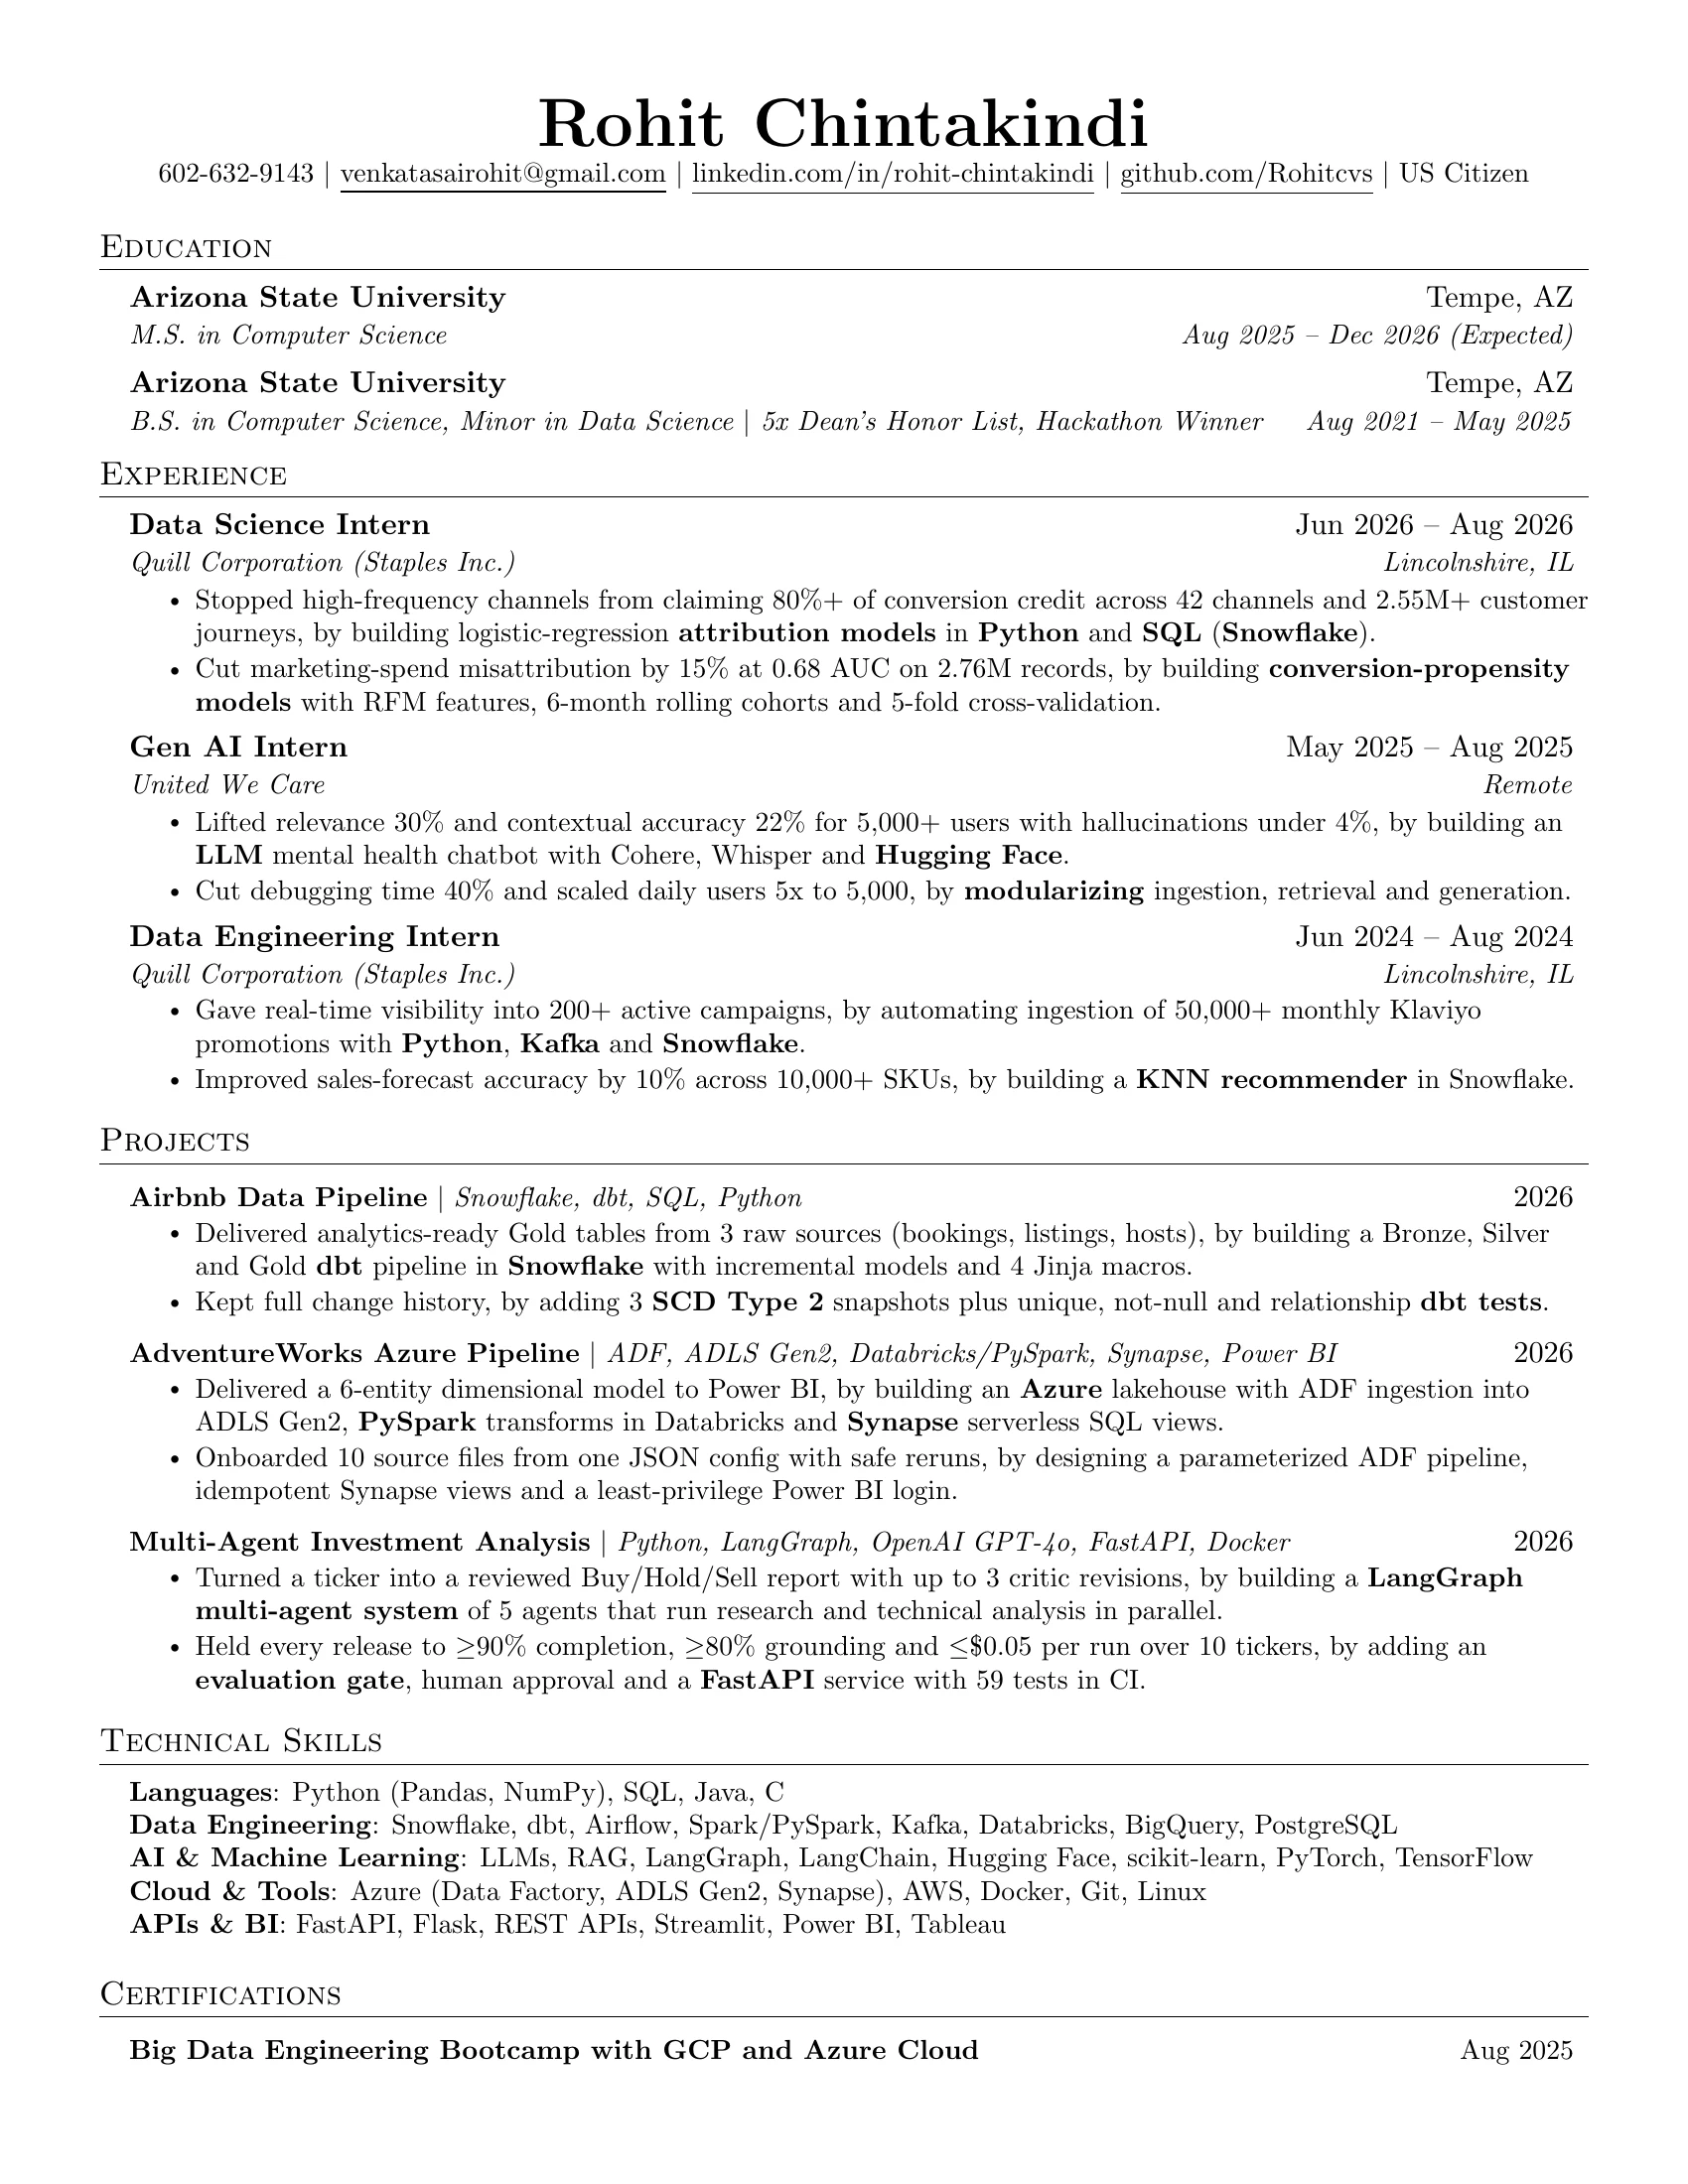 Rohit Chintakindi
602-632-9143 | venkatasairohit@gmail.com | linkedin.com/in/rohit-chintakindi | github.com/Rohitcvs | US Citizen
Education
Arizona State University Tempe, AZ
M.S. in Computer Science Aug 2025 – Dec 2026 (Expected)
Arizona State University Tempe, AZ
B.S. in Computer Science, Minor in Data Science | 5x Dean's Honor List, Hackathon Winner Aug 2021 – May 2025
Experience
Data Science Intern Jun 2026 – Aug 2026
Quill Corporation (Staples Inc.) Lincolnshire, IL
• Stopped high-frequency channels from claiming 80%+ of conversion credit across 42 channels and 2.55M+ customer
journeys, by building logistic-regression attribution models in Python and SQL (Snowflake).
• Cut marketing-spend misattribution by 15% at 0.68 AUC on 2.76M records, by building conversion-propensity
models with RFM features, 6-month rolling cohorts and 5-fold cross-validation.
Gen AI Intern May 2025 – Aug 2025
United We Care Remote
• Lifted relevance 30% and contextual accuracy 22% for 5,000+ users with hallucinations under 4%, by building an
LLM mental health chatbot with Cohere, Whisper and Hugging Face.
• Cut debugging time 40% and scaled daily users 5x to 5,000, by modularizing ingestion, retrieval and generation.
Data Engineering Intern Jun 2024 – Aug 2024
Quill Corporation (Staples Inc.) Lincolnshire, IL
• Gave real-time visibility into 200+ active campaigns, by automating ingestion of 50,000+ monthly Klaviyo
promotions with Python, Kafka and Snowflake.
• Improved sales-forecast accuracy by 10% across 10,000+ SKUs, by building a KNN recommender in Snowflake.
Projects
Airbnb Data Pipeline | Snowflake, dbt, SQL, Python 2026
• Delivered analytics-ready Gold tables from 3 raw sources (bookings, listings, hosts), by building a Bronze, Silver
and Gold dbt pipeline in Snowflake with incremental models and 4 Jinja macros.
• Kept full change history, by adding 3 SCD Type 2 snapshots plus unique, not-null and relationship dbt tests.
AdventureWorks Azure Pipeline | ADF, ADLS Gen2, Databricks/PySpark, Synapse, Power BI 2026
• Delivered a 6-entity dimensional model to Power BI, by building an Azure lakehouse with ADF ingestion into
ADLS Gen2, PySpark transforms in Databricks and Synapse serverless SQL views.
• Onboarded 10 source files from one JSON config with safe reruns, by designing a parameterized ADF pipeline,
idempotent Synapse views and a least-privilege Power BI login.
Multi-Agent Investment Analysis | Python, LangGraph, OpenAI GPT-4o, FastAPI, Docker 2026
• Turned a ticker into a reviewed Buy/Hold/Sell report with up to 3 critic revisions, by building a LangGraph
multi-agent system of 5 agents that run research and technical analysis in parallel.
• Held every release to ≥90% completion, ≥80% grounding and ≤$0.05 per run over 10 tickers, by adding an
evaluation gate, human approval and a FastAPI service with 59 tests in CI.
Technical Skills
Languages: Python (Pandas, NumPy), SQL, Java, C
Data Engineering: Snowflake, dbt, Airflow, Spark/PySpark, Kafka, Databricks, BigQuery, PostgreSQL
AI & Machine Learning: LLMs, RAG, LangGraph, LangChain, Hugging Face, scikit-learn, PyTorch, TensorFlow
Cloud & Tools: Azure (Data Factory, ADLS Gen2, Synapse), AWS, Docker, Git, Linux
APIs & BI: FastAPI, Flask, REST APIs, Streamlit, Power BI, Tableau
Certifications
Big Data Engineering Bootcamp with GCP and Azure Cloud Aug 2025